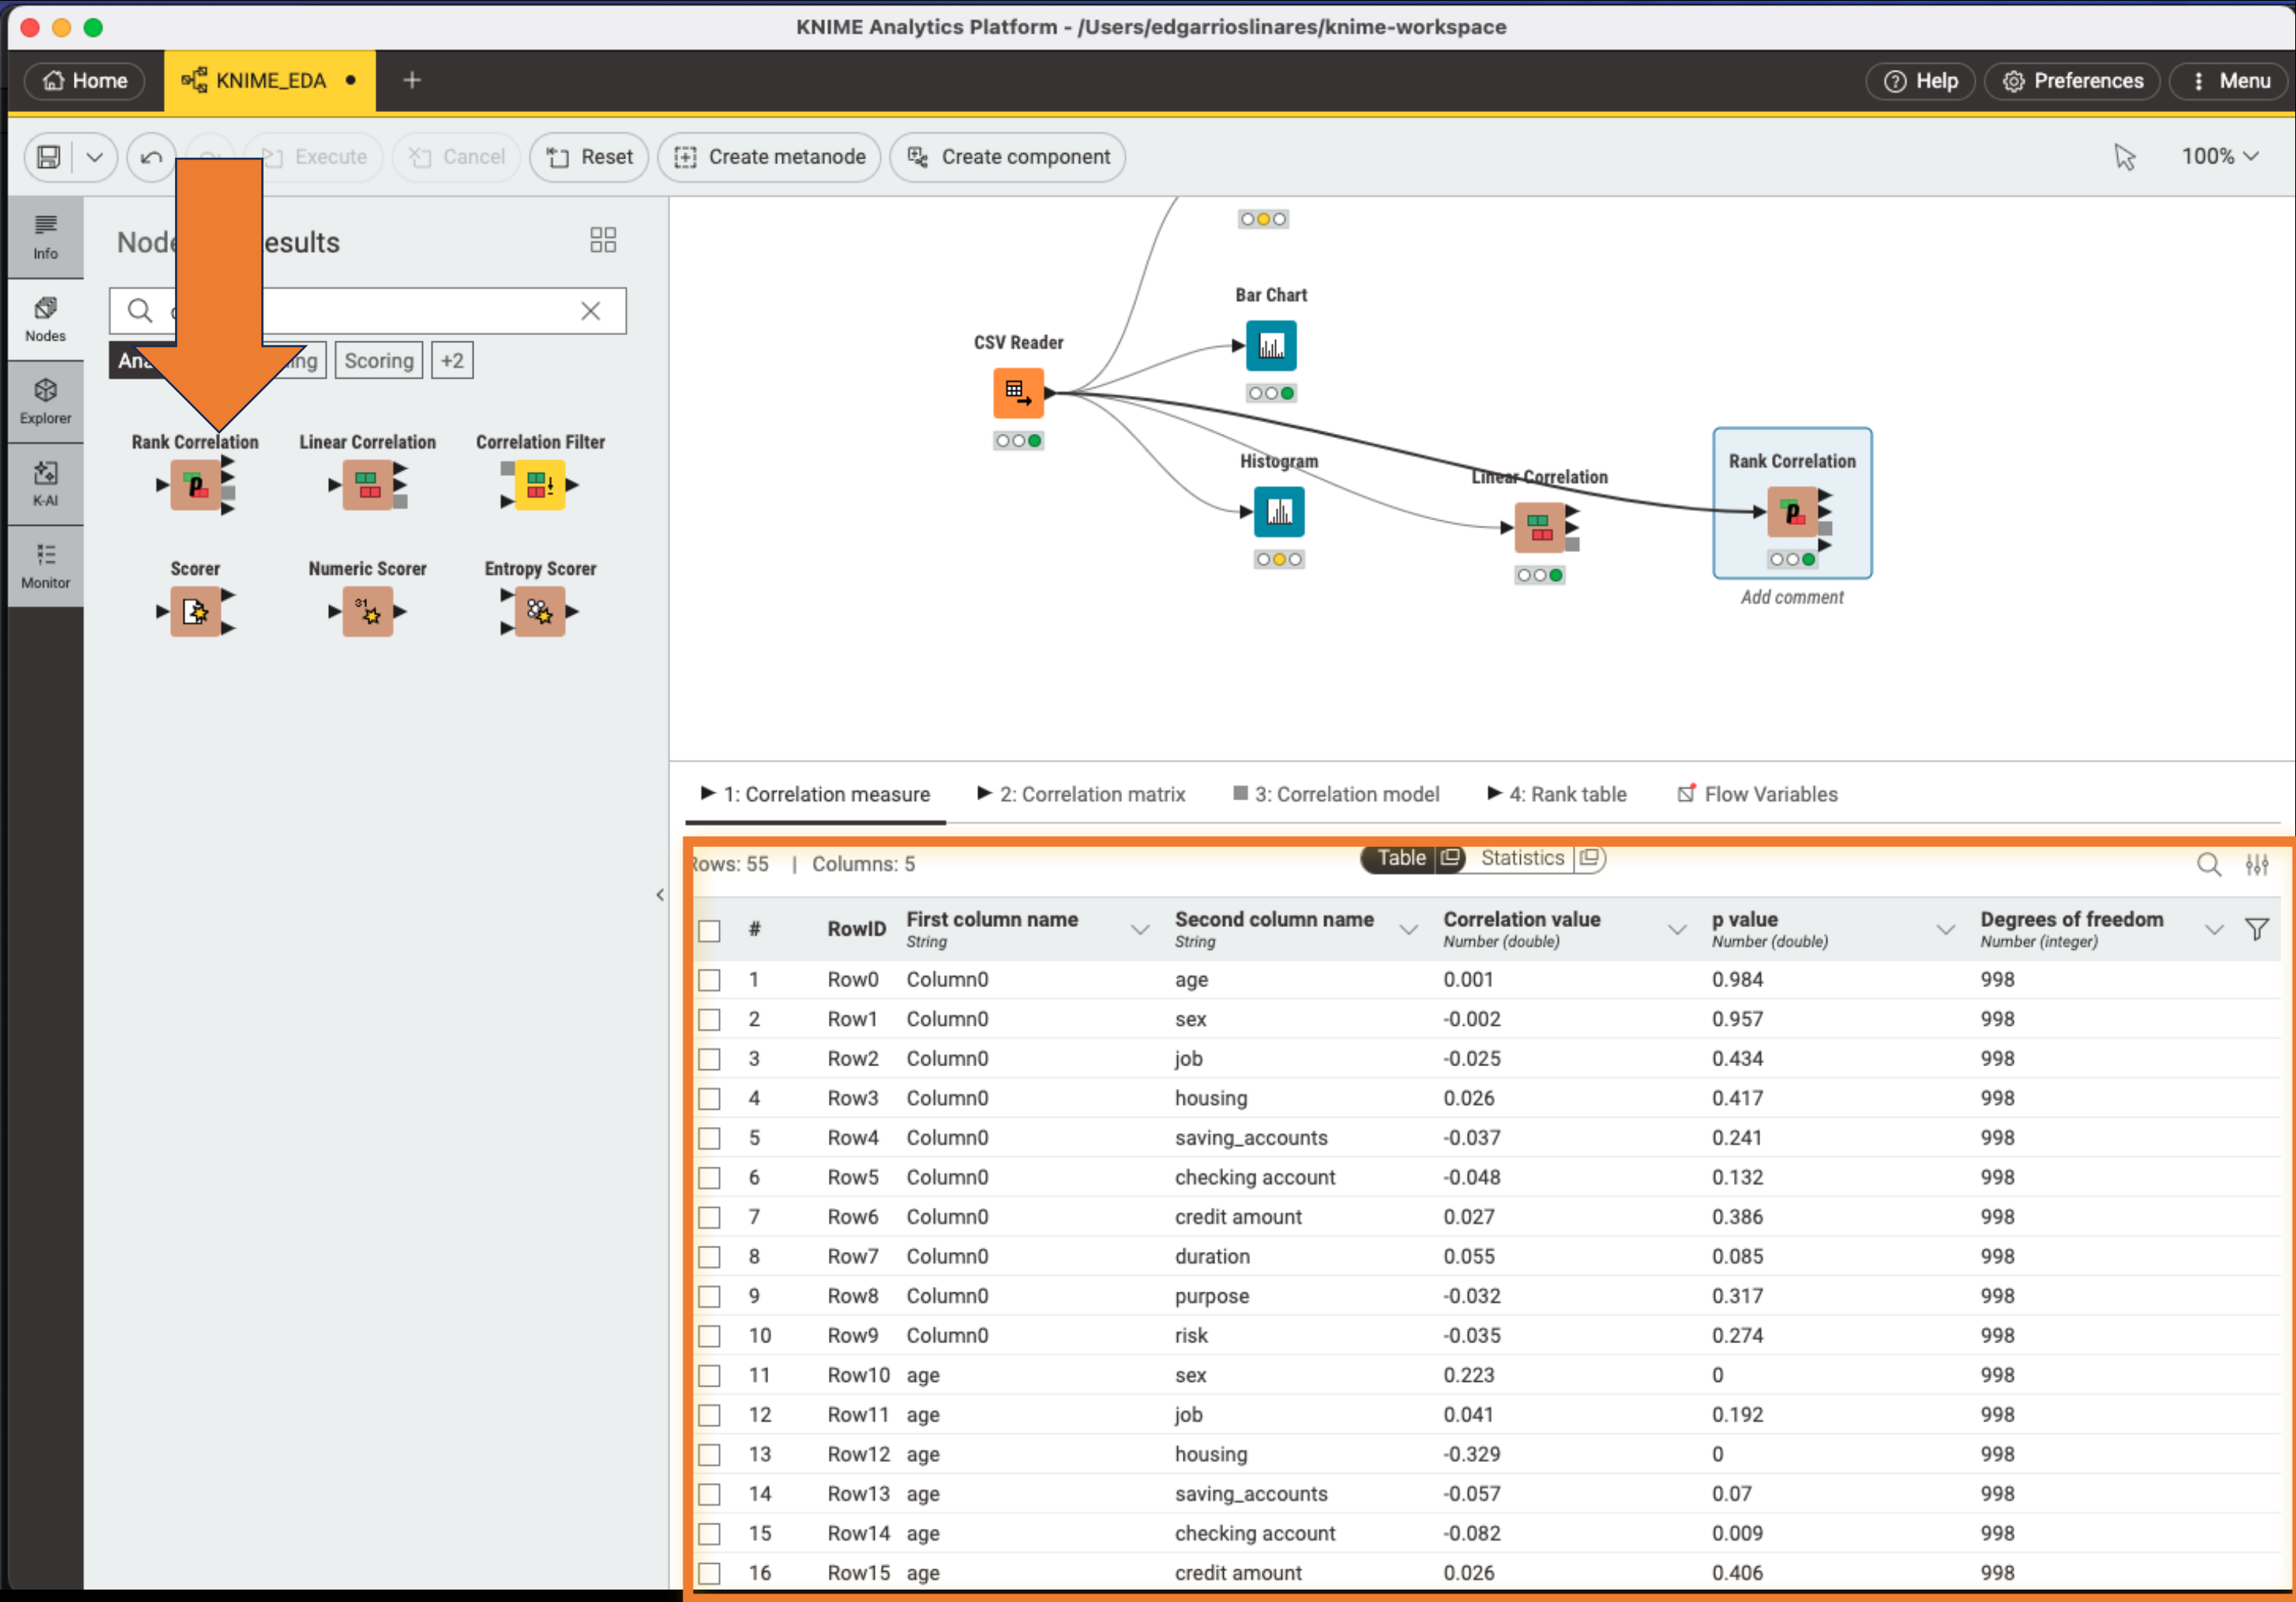 KNIME Analytics Platform - /Users/edgarrioslinares/knime-workspace
Home
KNIME_EDA
Help
Preferences
Menu
Execute
Cancel
Reset
Create metanode
Create component
100%
Info
Nodes
Explorer
K-AI
Monitor
Scoring
+2
Rank Correlation
Linear Correlation
Correlation Filter
Scorer
Numeric Scorer
Entropy Scorer
CSV Reader
Bar Chart
Histogram
Linear Correlation
Rank Correlation
Add comment
1: Correlation measure 2: Correlation matrix 3: Correlation model 4: Rank table Flow Variables
Rows: 55 | Columns: 5
Table Statistics
# RowID First column name Second column name Correlation value p value Degrees of freedom
String String Number (double) Number (double) Number (integer)
1 Row0 Column0 age 0.001 0.984 998
2 Row1 Column0 sex -0.002 0.957 998
3 Row2 Column0 job -0.025 0.434 998
4 Row3 Column0 housing 0.026 0.417 998
5 Row4 Column0 saving_accounts -0.037 0.241 998
6 Row5 Column0 checking account -0.048 0.132 998
7 Row6 Column0 credit amount 0.027 0.386 998
8 Row7 Column0 duration 0.055 0.085 998
9 Row8 Column0 purpose -0.032 0.317 998
10 Row9 Column0 risk -0.035 0.274 998
11 Row10 age sex 0.223 0 998
12 Row11 age job 0.041 0.192 998
13 Row12 age housing -0.329 0 998
14 Row13 age saving_accounts -0.057 0.07 998
15 Row14 age checking account -0.082 0.009 998
16 Row15 age credit amount 0.026 0.406 998